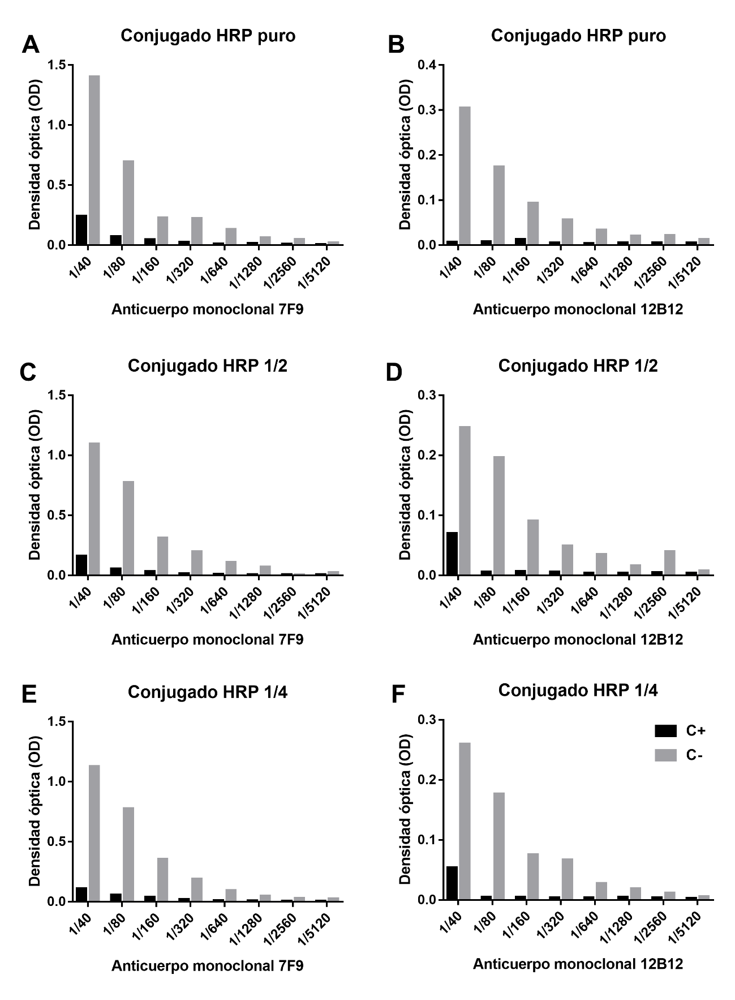 A
Conjugado HRP puro
Densidad óptica (OD)
1.5
1.0
0.5
0.0
1/40
1/80
1/160
1/320
1/640
1/1280
1/2560
1/5120
Anticuerpo monoclonal 7F9
B
Conjugado HRP puro
Densidad óptica (OD)
0.4
0.3
0.2
0.1
0.0
1/40
1/80
1/160
1/320
1/640
1/1280
1/2560
1/5120
Anticuerpo monoclonal 12B12
C
Conjugado HRP 1/2
Densidad óptica (OD)
1.5
1.0
0.5
0.0
1/40
1/80
1/160
1/320
1/640
1/1280
1/2560
1/5120
Anticuerpo monoclonal 7F9
D
Conjugado HRP 1/2
Densidad óptica (OD)
0.3
0.2
0.1
0.0
1/40
1/80
1/160
1/320
1/640
1/1280
1/2560
1/5120
Anticuerpo monoclonal 12B12
E
Conjugado HRP 1/4
Densidad óptica (OD)
1.5
1.0
0.5
0.0
1/40
1/80
1/160
1/320
1/640
1/1280
1/2560
1/5120
Anticuerpo monoclonal 7F9
F
Conjugado HRP 1/4
Densidad óptica (OD)
0.3
0.2
0.1
0.0
C+
C-
1/40
1/80
1/160
1/320
1/640
1/1280
1/2560
1/5120
Anticuerpo monoclonal 12B12